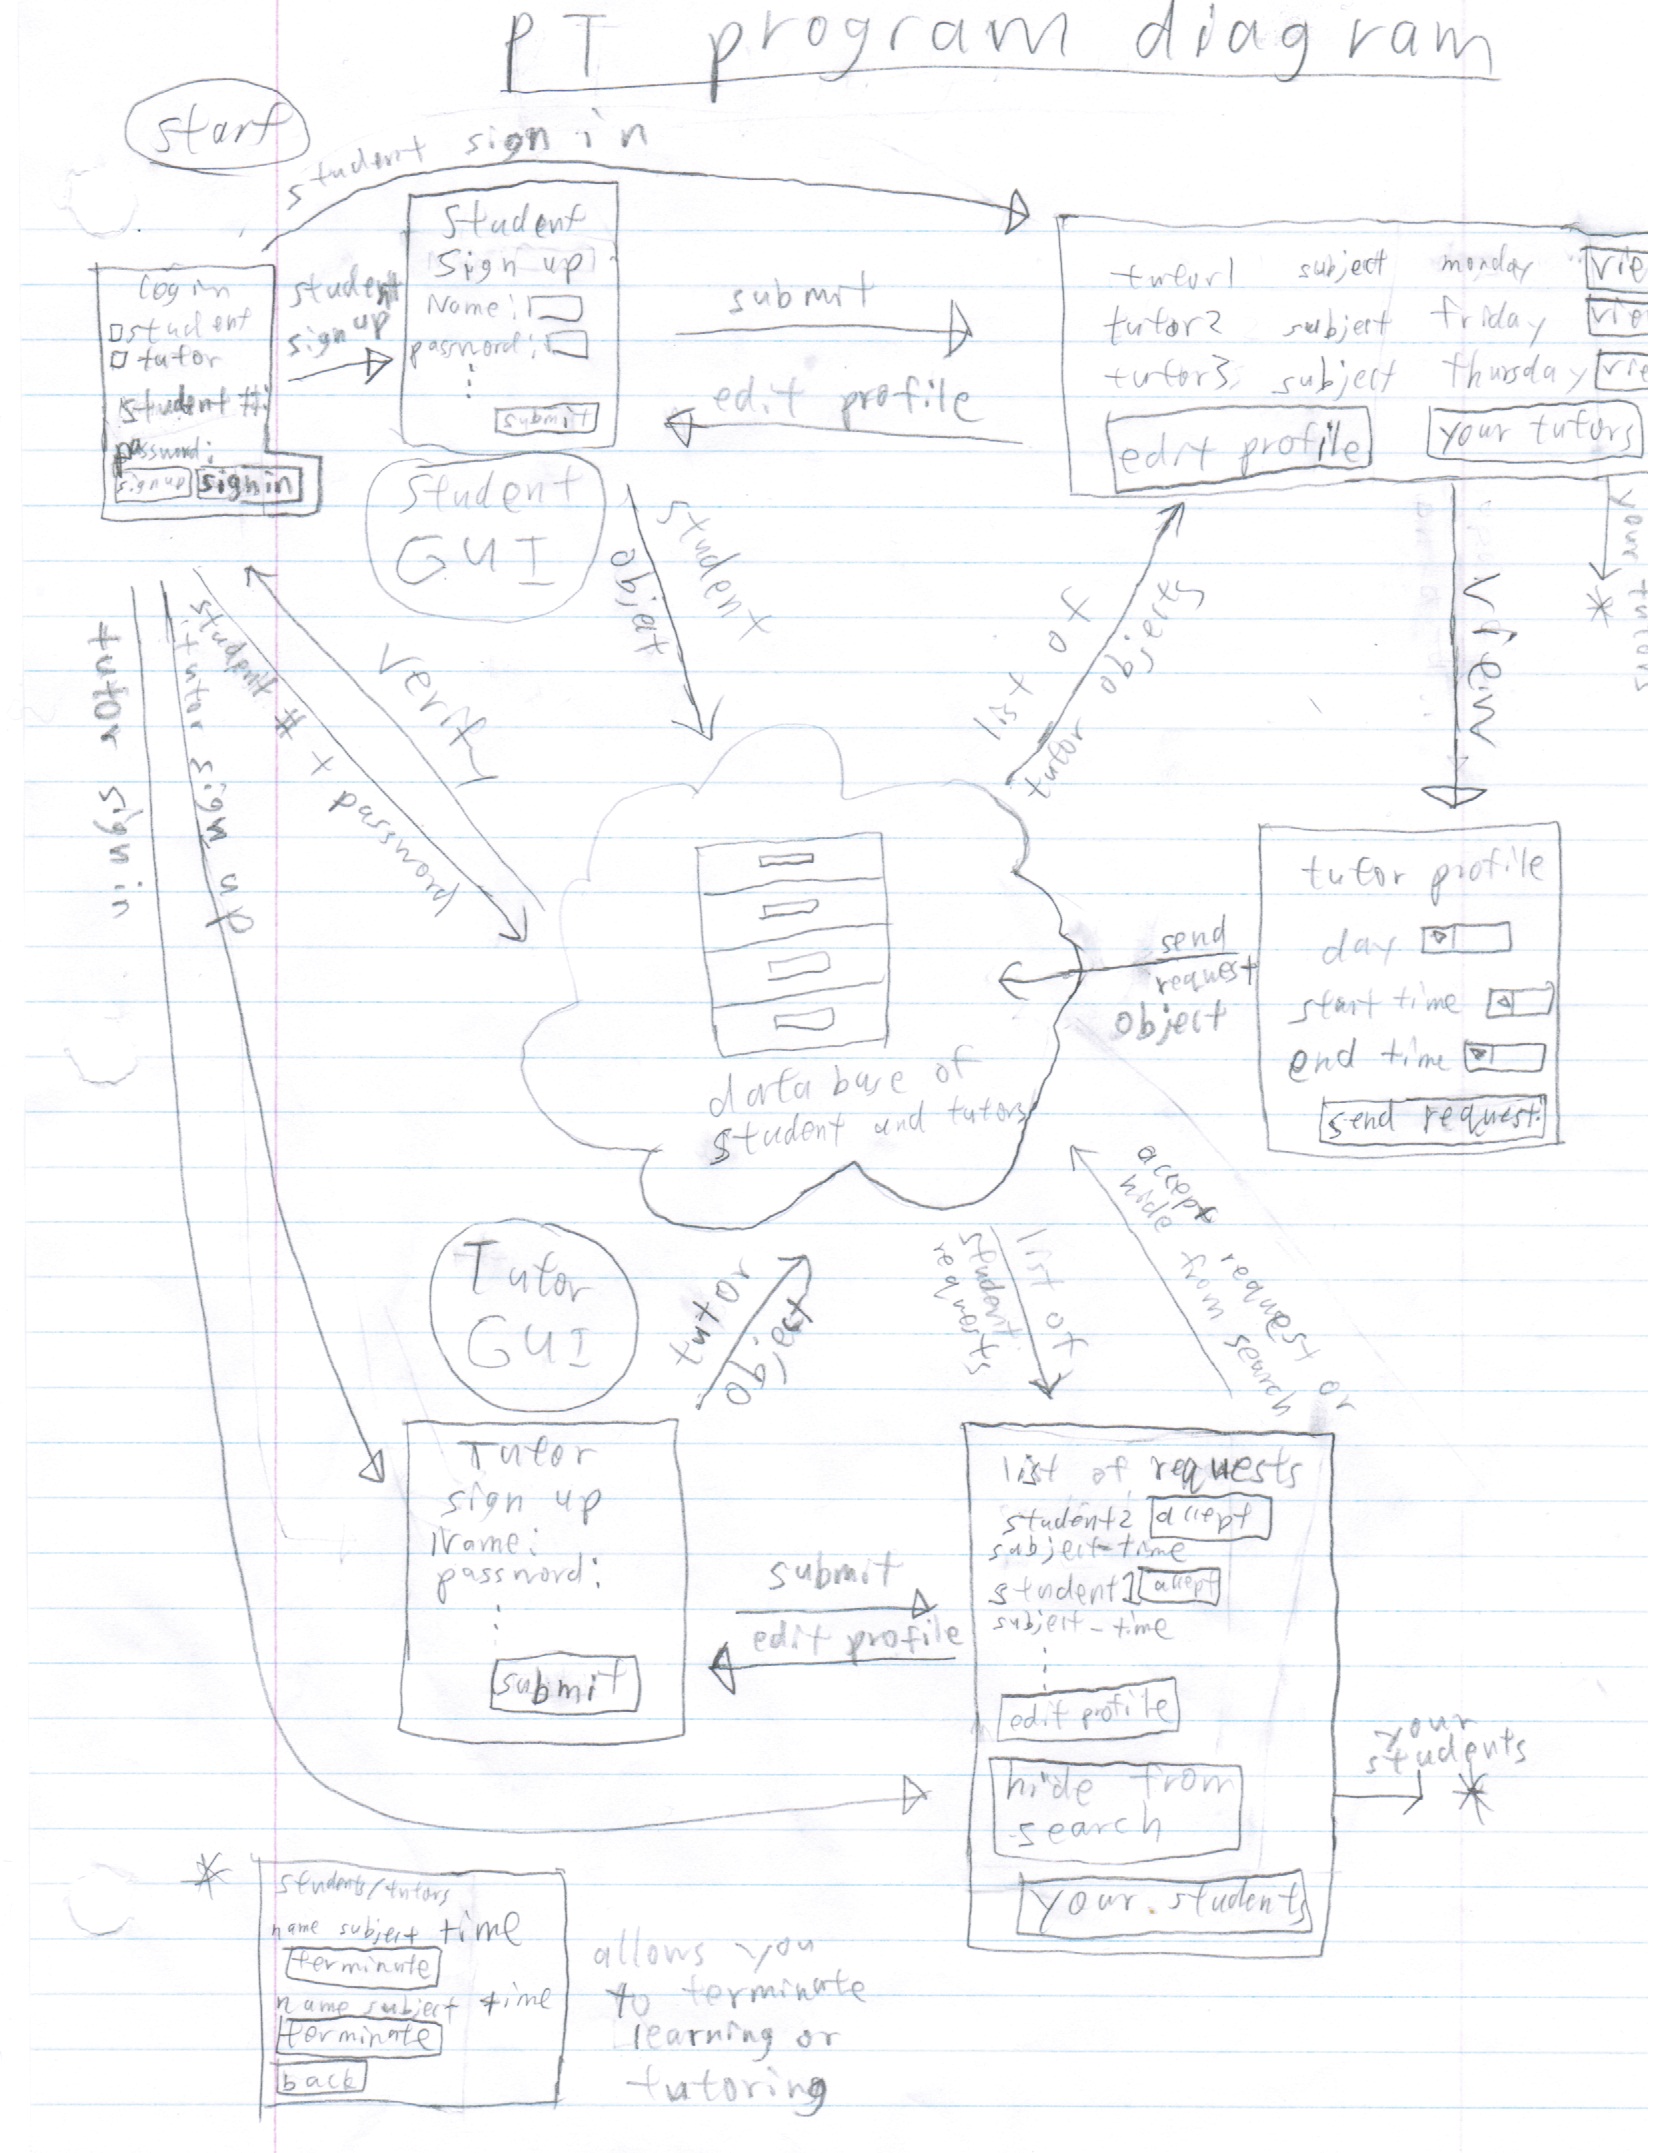 PT program diagram
start
student sign in
Log in
student
tutor
student #:
password:
sign up
sign in
student
sign up
Student
Sign up
Name:
password:
submit
submit
edit profile
tutor1 subject monday vie
tutor2 subject friday vie
tutor3 subject thursday vie
edit profile
your tutors
Student
GUI
student
object
list of
tutor objects
view
your tutors
*
tutor sign in
tutor sign up
student # + password
verify
data base of
student and tutors
tutor profile
day
start time
end time
send request
send
request
object
accept request or
hide from search
list of
student
requests
Tutor
GUI
tutor
object
Tutor
sign up
Name:
password:
submit
submit
edit profile
list of requests
student2 accept
subject-time
student1 accept
subject-time
edit profile
hide from
search
your students
your
students
*
*
students/tutors
name subject time
terminate
name subject time
terminate
back
allows you
to terminate
learning or
tutoring